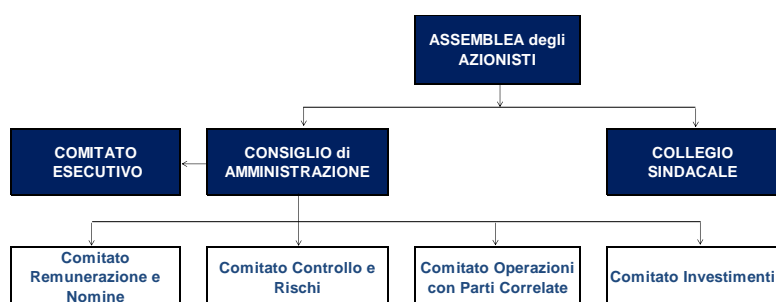 ASSEMBLEA degli
AZIONISTI
COMITATO
ESECUTIVO
CONSIGLIO di
AMMINISTRAZIONE
COLLEGIO
SINDACALE
Comitato
Remunerazione e
Nomine
Comitato Controllo e
Rischi
Comitato Operazioni
con Parti Correlate
Comitato Investimenti